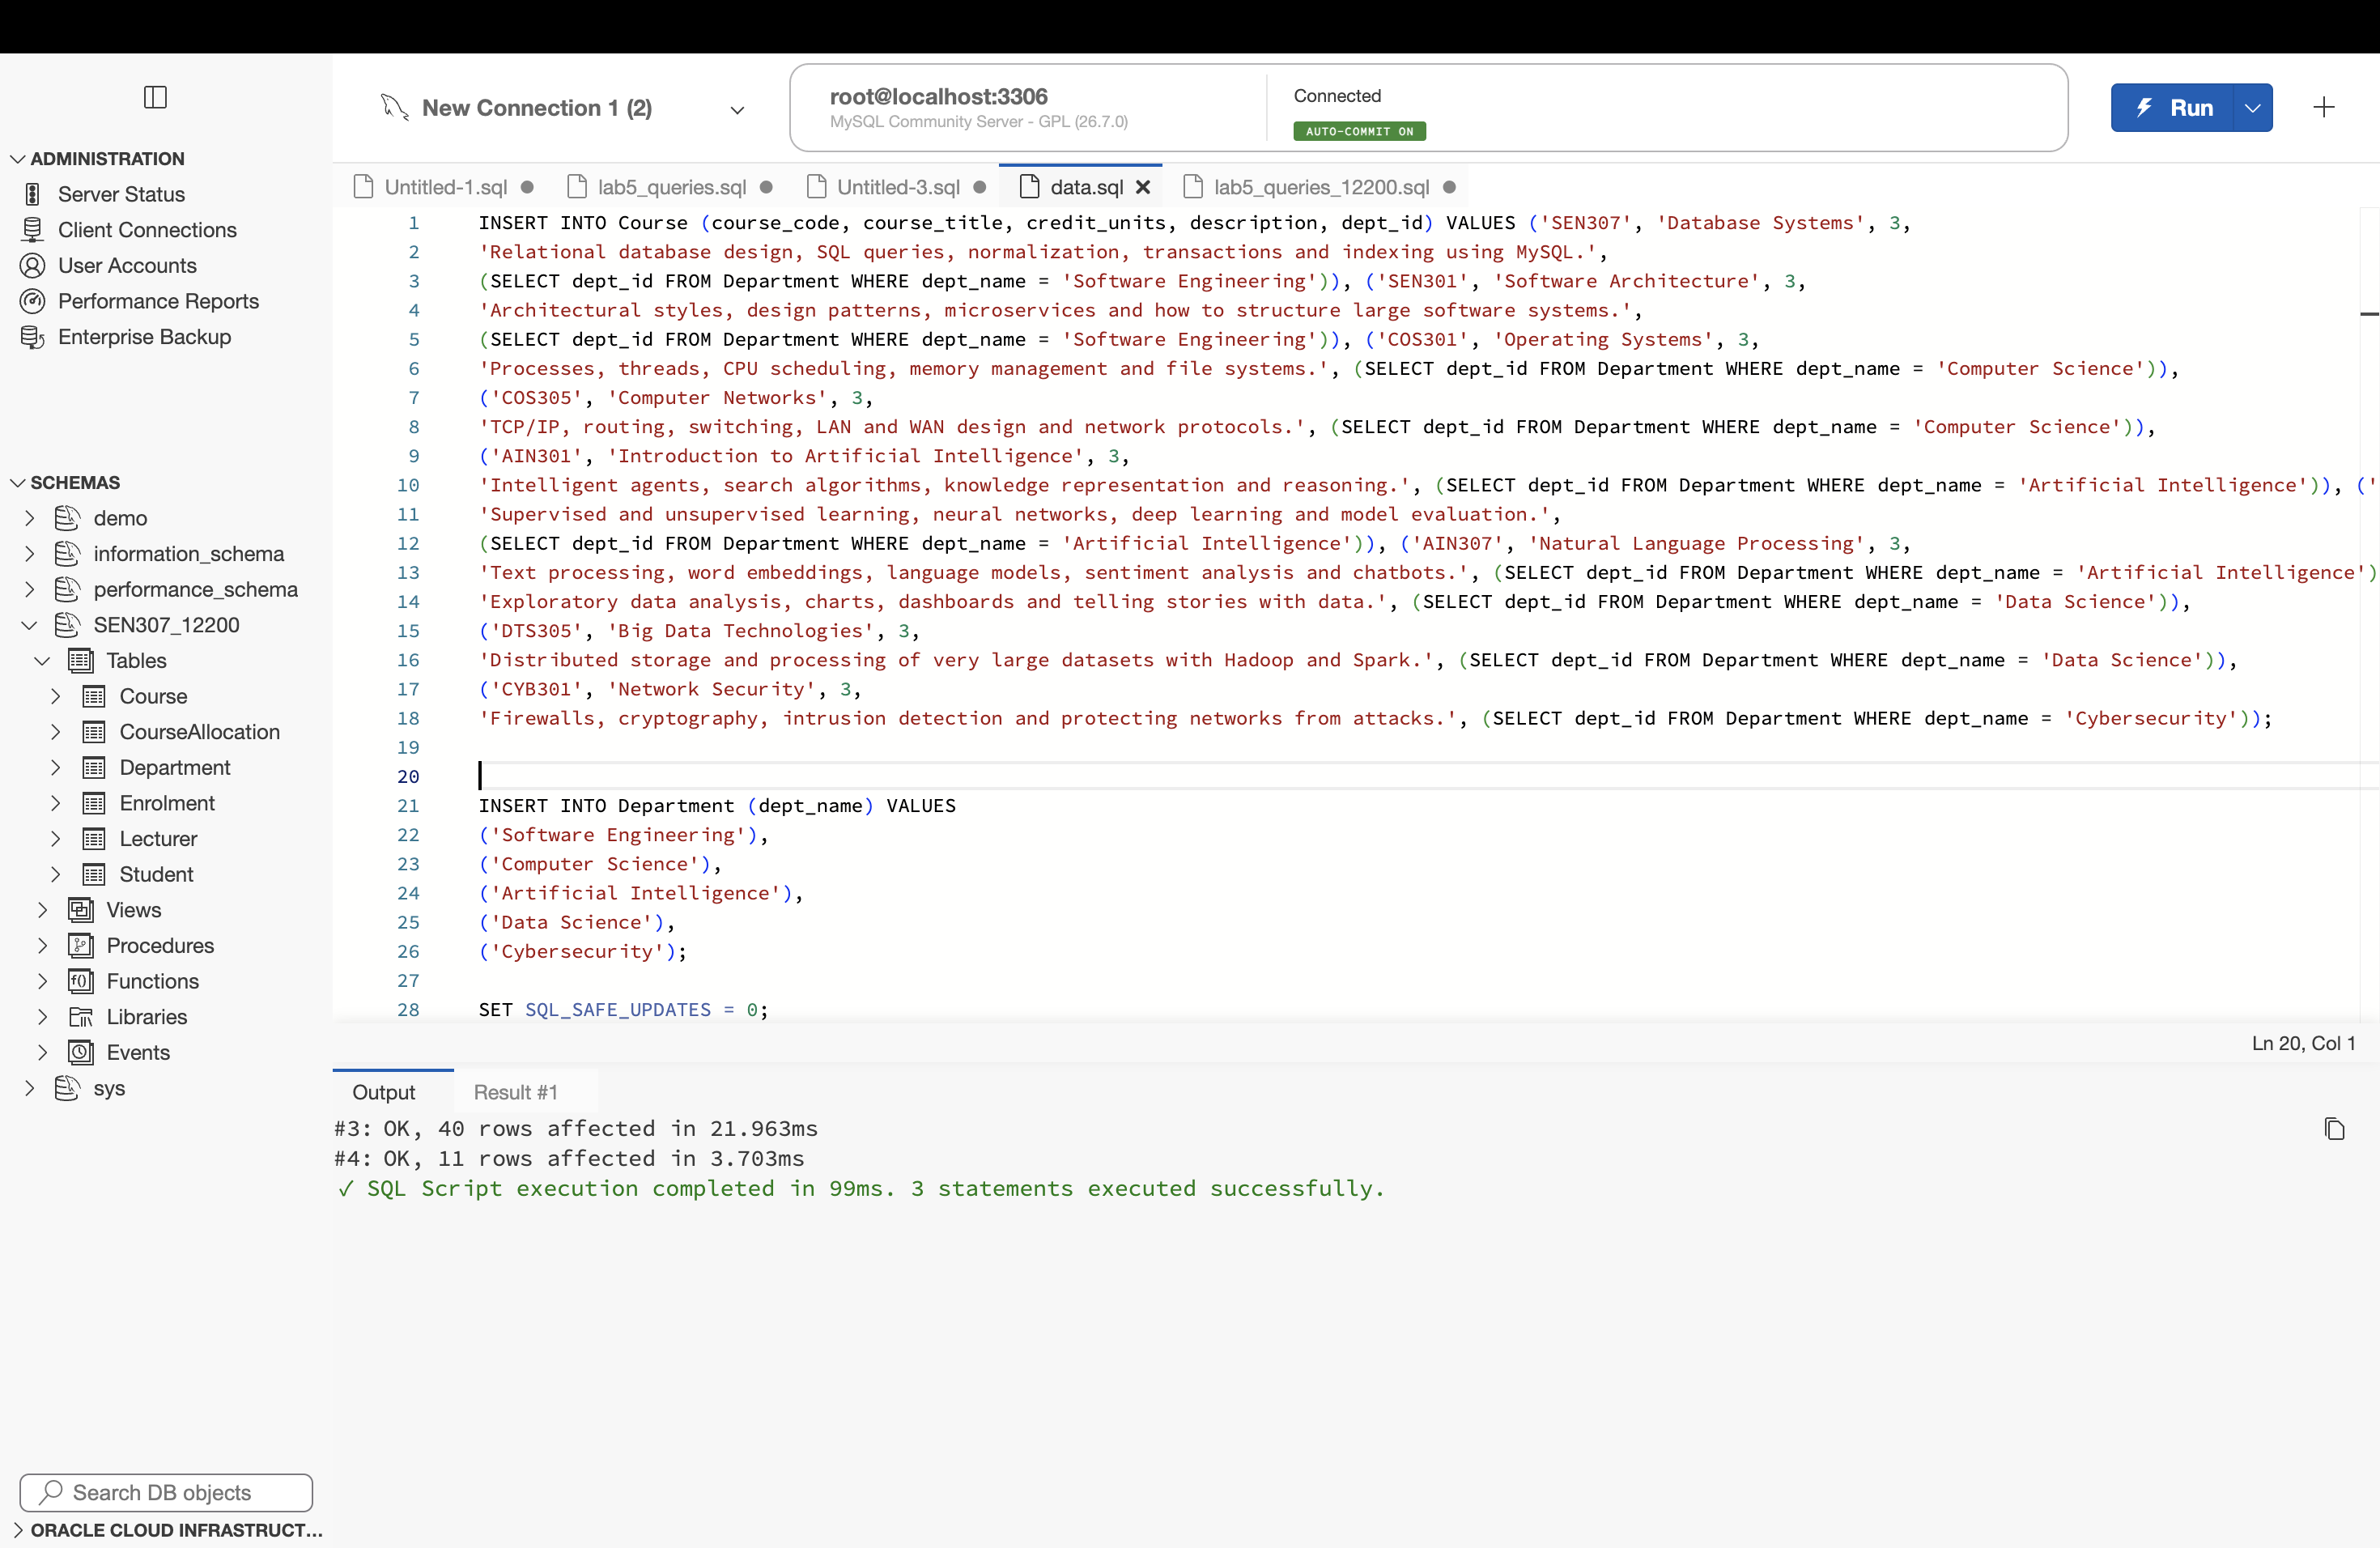 New Connection 1 (2)
root@localhost:3306
MySQL Community Server - GPL (26.7.0)
Connected
AUTO-COMMIT ON
Run
ADMINISTRATION
Server Status
Client Connections
User Accounts
Performance Reports
Enterprise Backup
SCHEMAS
demo
information_schema
performance_schema
SEN307_12200
Tables
Course
CourseAllocation
Department
Enrolment
Lecturer
Student
Views
Procedures
Functions
Libraries
Events
sys
Search DB objects
ORACLE CLOUD INFRASTRUCT...
Untitled-1.sql
lab5_queries.sql
Untitled-3.sql
data.sql
lab5_queries_12200.sql
1 INSERT INTO Course (course_code, course_title, credit_units, description, dept_id) VALUES ('SEN307', 'Database Systems', 3,
2 'Relational database design, SQL queries, normalization, transactions and indexing using MySQL.',
3 (SELECT dept_id FROM Department WHERE dept_name = 'Software Engineering')), ('SEN301', 'Software Architecture', 3,
4 'Architectural styles, design patterns, microservices and how to structure large software systems.',
5 (SELECT dept_id FROM Department WHERE dept_name = 'Software Engineering')), ('COS301', 'Operating Systems', 3,
6 'Processes, threads, CPU scheduling, memory management and file systems.', (SELECT dept_id FROM Department WHERE dept_name = 'Computer Science')),
7 ('COS305', 'Computer Networks', 3,
8 'TCP/IP, routing, switching, LAN and WAN design and network protocols.', (SELECT dept_id FROM Department WHERE dept_name = 'Computer Science')),
9 ('AIN301', 'Introduction to Artificial Intelligence', 3,
10 'Intelligent agents, search algorithms, knowledge representation and reasoning.', (SELECT dept_id FROM Department WHERE dept_name = 'Artificial Intelligence')), ('
11 'Supervised and unsupervised learning, neural networks, deep learning and model evaluation.',
12 (SELECT dept_id FROM Department WHERE dept_name = 'Artificial Intelligence')), ('AIN307', 'Natural Language Processing', 3,
13 'Text processing, word embeddings, language models, sentiment analysis and chatbots.', (SELECT dept_id FROM Department WHERE dept_name = 'Artificial Intelligence')
14 'Exploratory data analysis, charts, dashboards and telling stories with data.', (SELECT dept_id FROM Department WHERE dept_name = 'Data Science')),
15 ('DTS305', 'Big Data Technologies', 3,
16 'Distributed storage and processing of very large datasets with Hadoop and Spark.', (SELECT dept_id FROM Department WHERE dept_name = 'Data Science')),
17 ('CYB301', 'Network Security', 3,
18 'Firewalls, cryptography, intrusion detection and protecting networks from attacks.', (SELECT dept_id FROM Department WHERE dept_name = 'Cybersecurity'));
19
20
21 INSERT INTO Department (dept_name) VALUES
22 ('Software Engineering'),
23 ('Computer Science'),
24 ('Artificial Intelligence'),
25 ('Data Science'),
26 ('Cybersecurity');
27
28 SET SQL_SAFE_UPDATES = 0;
Ln 20, Col 1
Output
Result #1
#3: OK, 40 rows affected in 21.963ms
#4: OK, 11 rows affected in 3.703ms
✓ SQL Script execution completed in 99ms. 3 statements executed successfully.